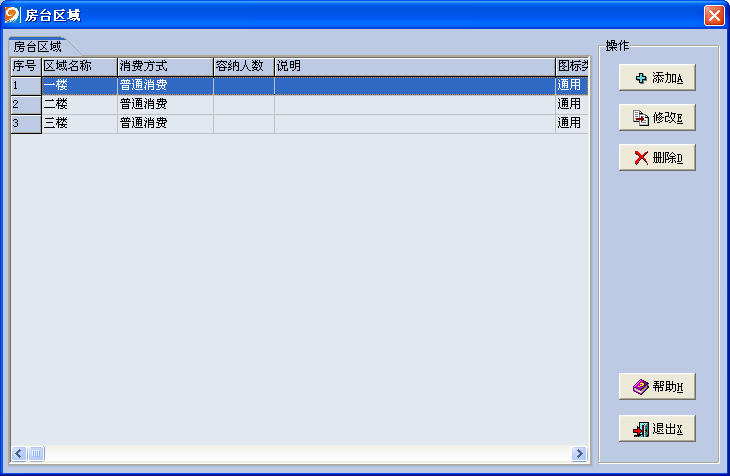 房台区域
房台区域
序号 区域名称 消费方式 容纳人数 说明 图标类
1 一楼 普通消费 通用
2 二楼 普通消费 通用
3 三楼 普通消费 通用
操作
添加A
修改E
删除D
帮助H
退出X